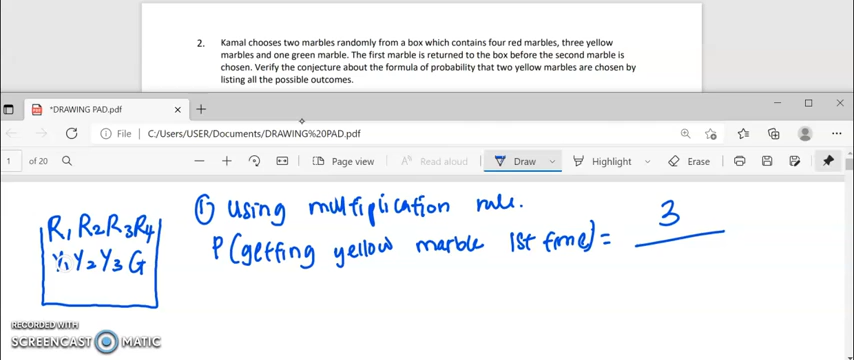 2. Kamal chooses two marbles randomly from a box which contains four red marbles, three yellow
marbles and one green marble. The first marble is returned to the box before the second marble is
chosen. Verify the conjecture about the formula of probability that two yellow marbles are chosen by
listing all the possible outcomes.
*DRAWING PAD.pdf
File C:/Users/USER/Documents/DRAWING%20PAD.pdf
1 of 20 Page view Read aloud Draw Highlight Erase
① Using multiplication rule.
P(getting yellow marble 1st time) = 3
R1 R2 R3 R4
Y1 Y2 Y3 G
RECORDED WITH
SCREENCAST MATIC